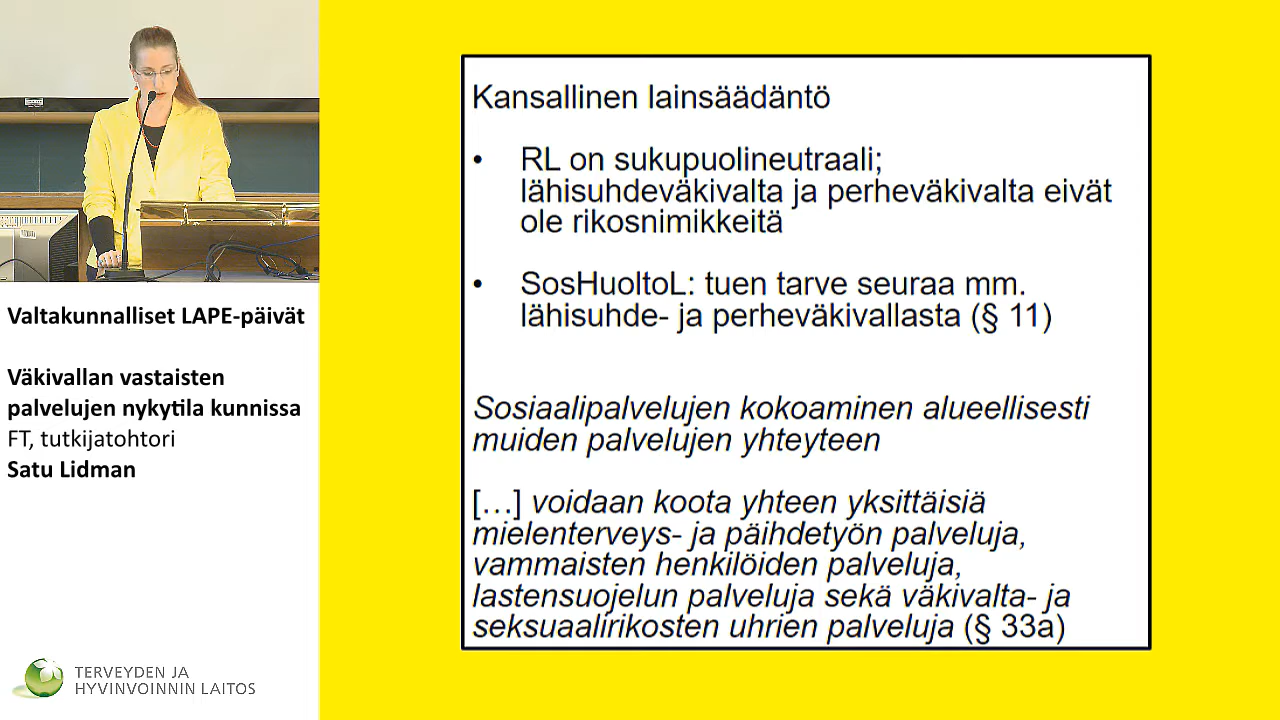 Valtakunnalliset LAPE-päivät
Väkivallan vastaisten
palvelujen nykytila kunnissa
FT, tutkijatohtori
Satu Lidman
TERVEYDEN JA
HYVINVOINNIN LAITOS
Kansallinen lainsäädäntö
• RL on sukupuolineutraali;
lähisuhdeväkivalta ja perheväkivalta eivät
ole rikosnimikkeitä
• SosHuoltoL: tuen tarve seuraa mm.
lähisuhde- ja perheväkivallasta (§ 11)
Sosiaalipalvelujen kokoaminen alueellisesti
muiden palvelujen yhteyteen
[…] voidaan koota yhteen yksittäisiä
mielenterveys- ja päihdetyön palveluja,
vammaisten henkilöiden palveluja,
lastensuojelun palveluja sekä väkivalta- ja
seksuaalirikosten uhrien palveluja (§ 33a)